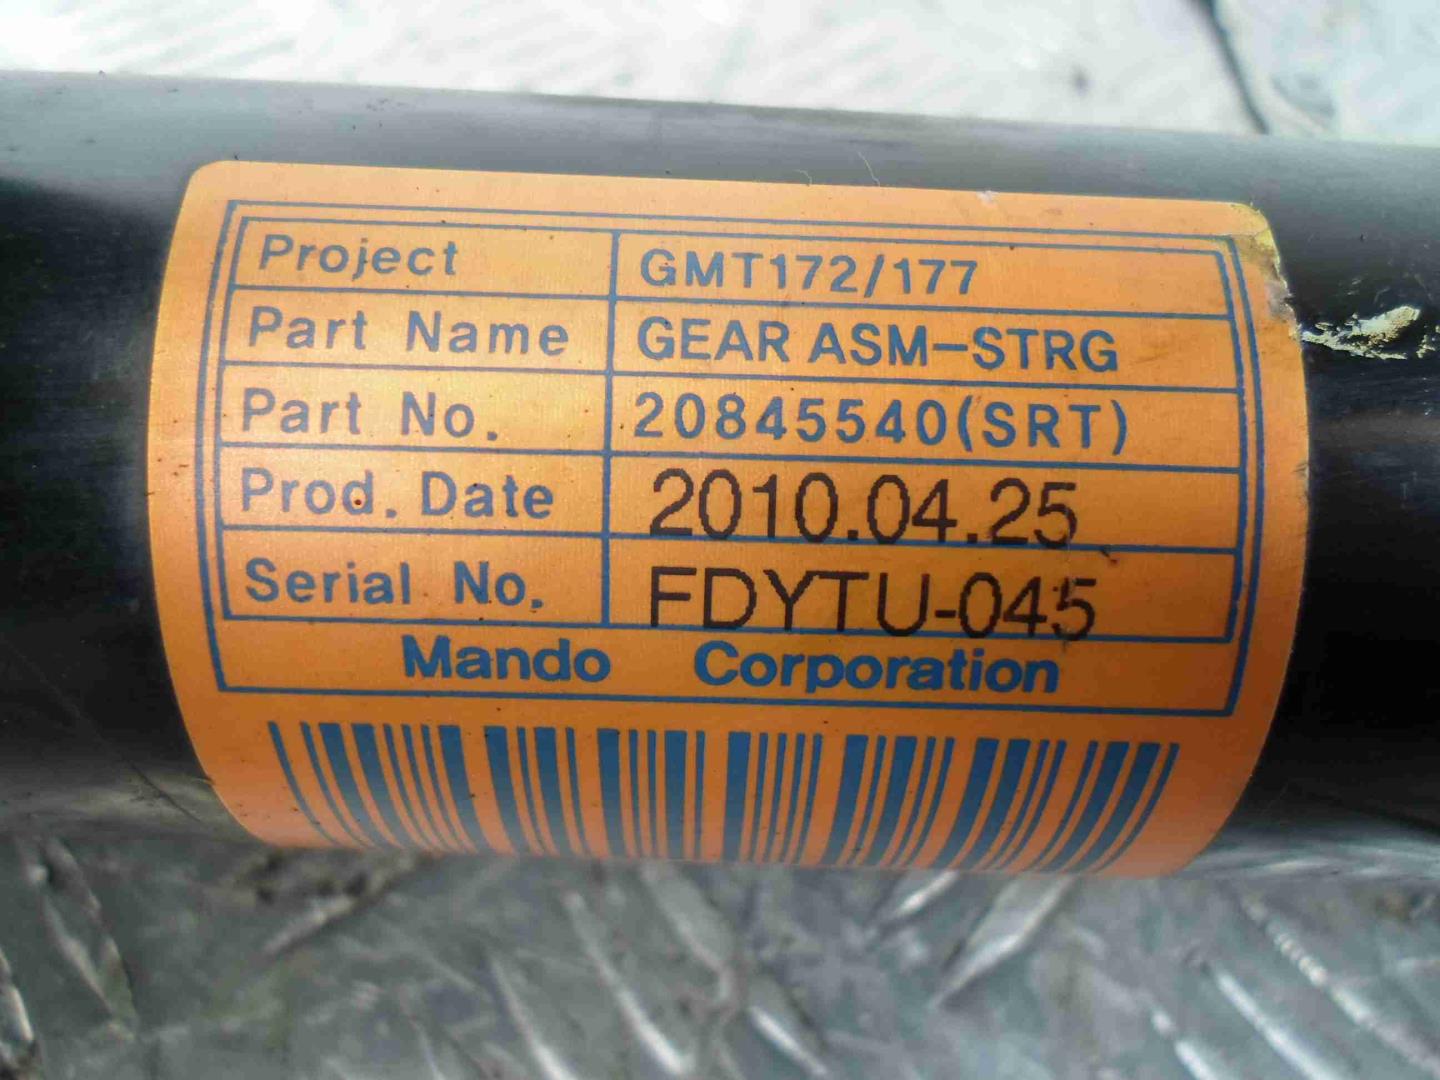 Project GMT172/177
Part Name GEAR ASM-STRG
Part No. 20845540(SRT)
Prod. Date 2010.04.25
Serial No. FDYTU-045
Mando Corporation